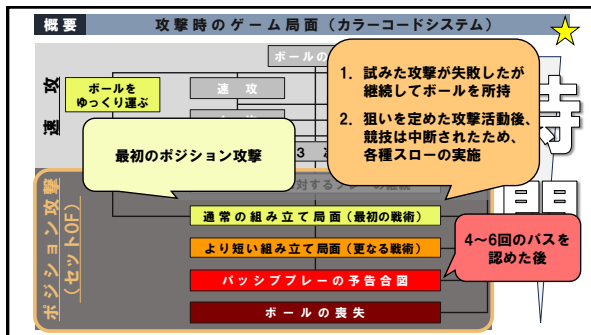 概要
攻撃時のゲーム局面（カラーコードシステム）
ボールの
速攻
ボールを
ゆっくり運ぶ
速攻
3
最初のポジション攻撃
1. 試みた攻撃が失敗したが
継続してボールを所持
2. 狙いを定めた攻撃活動後、
競技は中断されたため、
各種スローの実施
時間
ポジション攻撃
（セットOF）
対するプレーの
通常の組み立て局面（最初の戦術）
より短い組み立て局面（更なる戦術）
パッシブプレーの予告合図
ボールの喪失
4～6回のパスを
認めた後